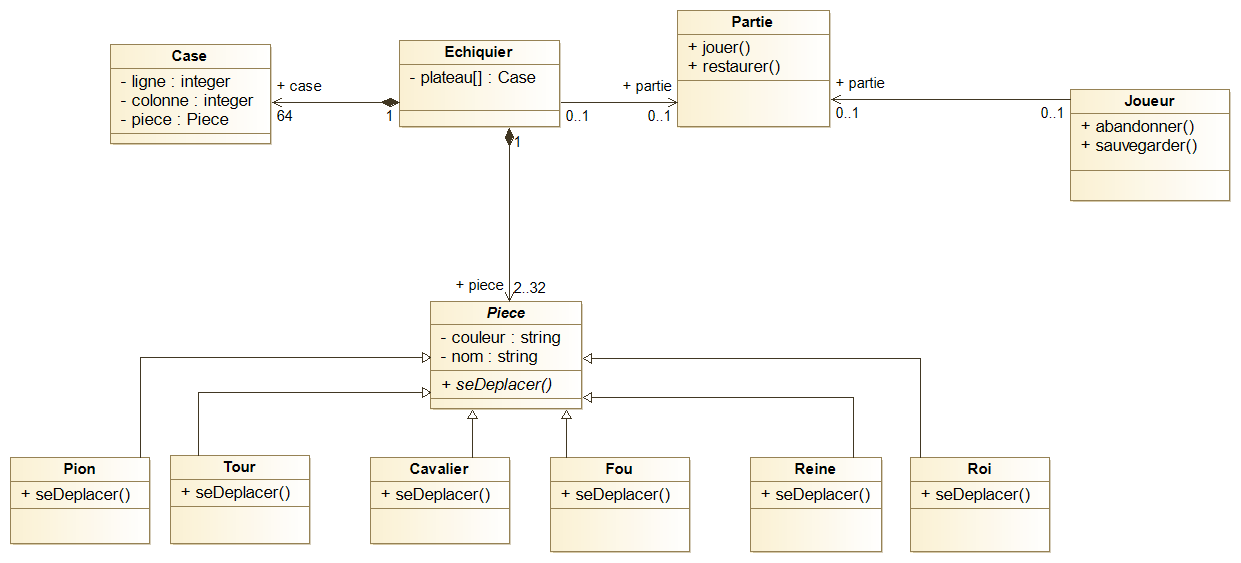 Case
- ligne : integer
- colonne : integer
- piece : Piece
+ case
64
1
Echiquier
- plateau[] : Case
+ partie
0..1
0..1
Partie
+ jouer()
+ restaurer()
+ partie
0..1
0..1
Joueur
+ abandonner()
+ sauvegarder()
1
+ piece
2..32
Piece
- couleur : string
- nom : string
+ seDeplacer()
Pion
+ seDeplacer()
Tour
+ seDeplacer()
Cavalier
+ seDeplacer()
Fou
+ seDeplacer()
Reine
+ seDeplacer()
Roi
+ seDeplacer()